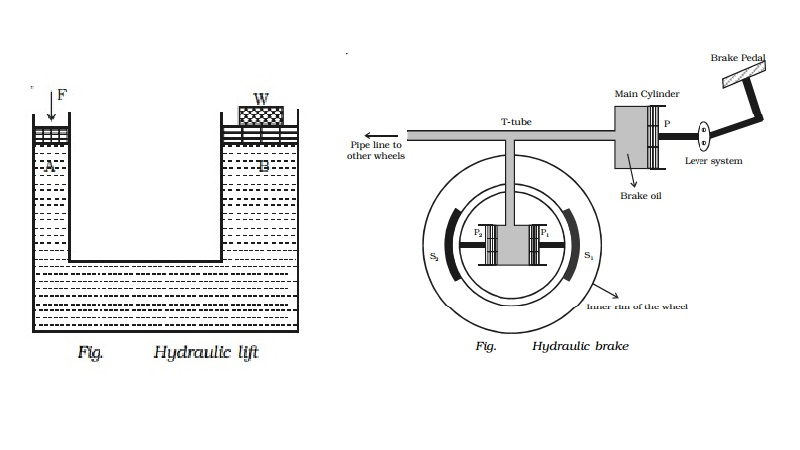 F
W
A
B
Fig. Hydraulic lift
Brake Pedal
Main Cylinder
T-tube
P
Pipe line to
other wheels
Lever system
Brake oil
P2
P1
S2
S1
Inner rim of the wheel
Fig. Hydraulic brake